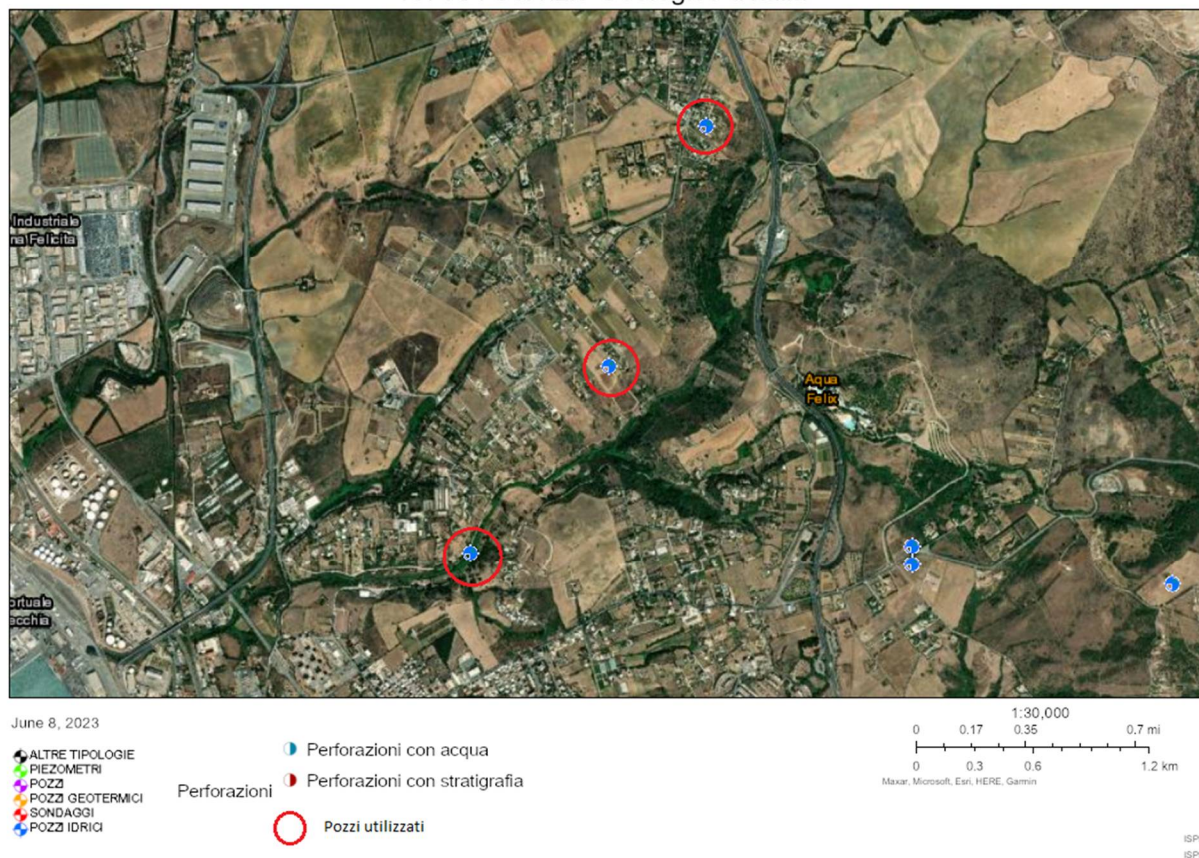 Industriale
na Felicita
Aqua
Felix
ortuale
ecchia
June 8, 2023
ALTRE TIPOLOGIE
PIEZOMETRI
POZZI
POZZI GEOTERMICI
SONDAGGI
POZZI IDRICI
Perforazioni
Perforazioni con acqua
Perforazioni con stratigrafia
Pozzi utilizzati
1:30,000
0 0.17 0.35 0.7 mi
0 0.3 0.6 1.2 km
Maxar, Microsoft, Esri, HERE, Garmin
ISP
ISP